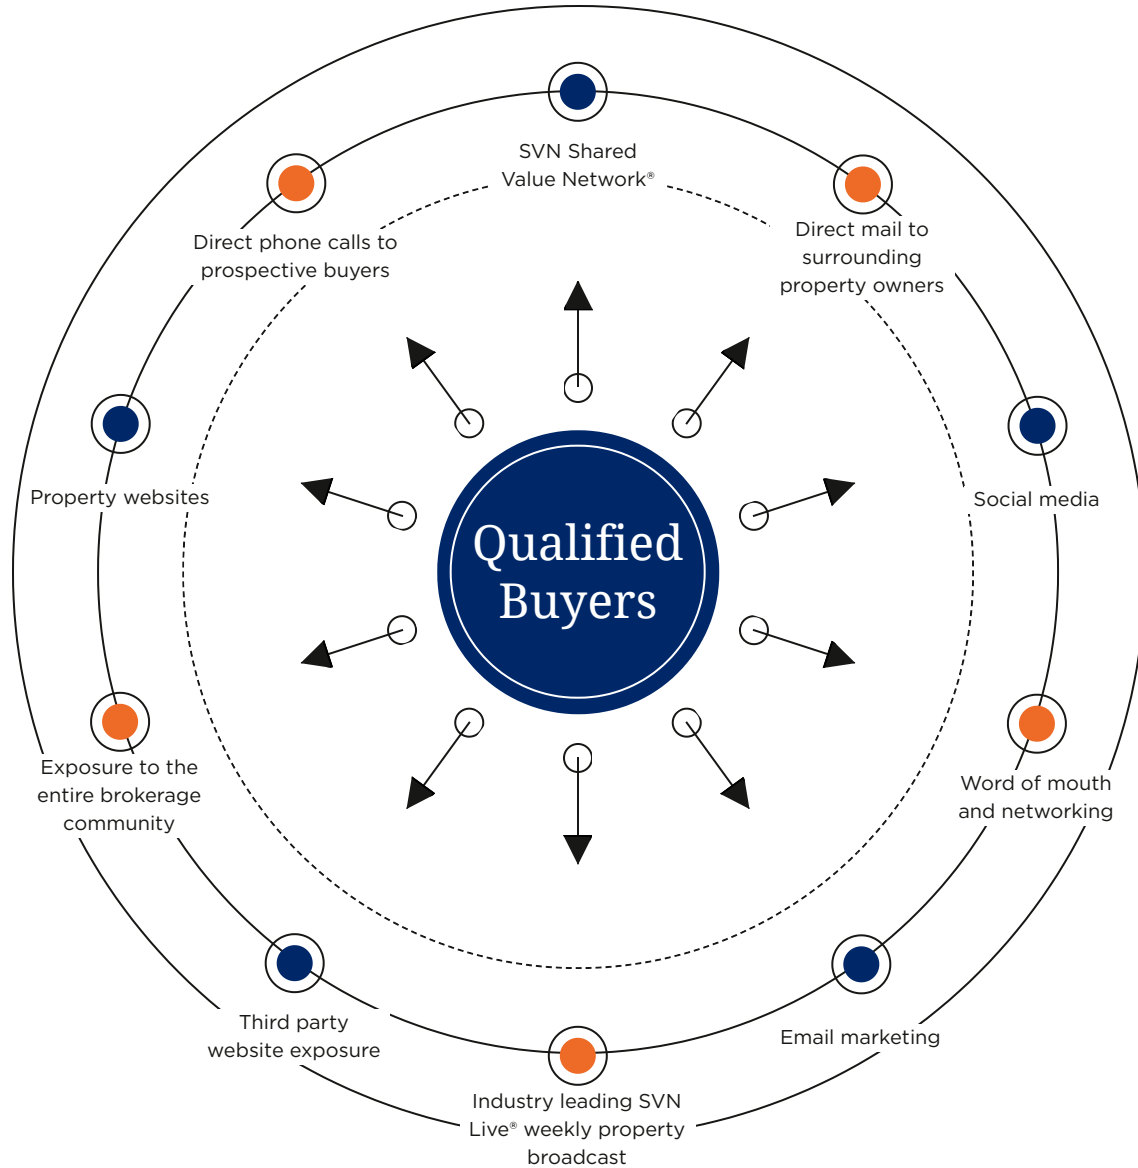 SVN Shared
Value Network®
Direct phone calls to
prospective buyers
Direct mail to
surrounding
property owners
Property websites
Social media
Qualified
Buyers
Exposure to the
entire brokerage
community
Word of mouth
and networking
Third party
website exposure
Email marketing
Industry leading SVN
Live® weekly property
broadcast